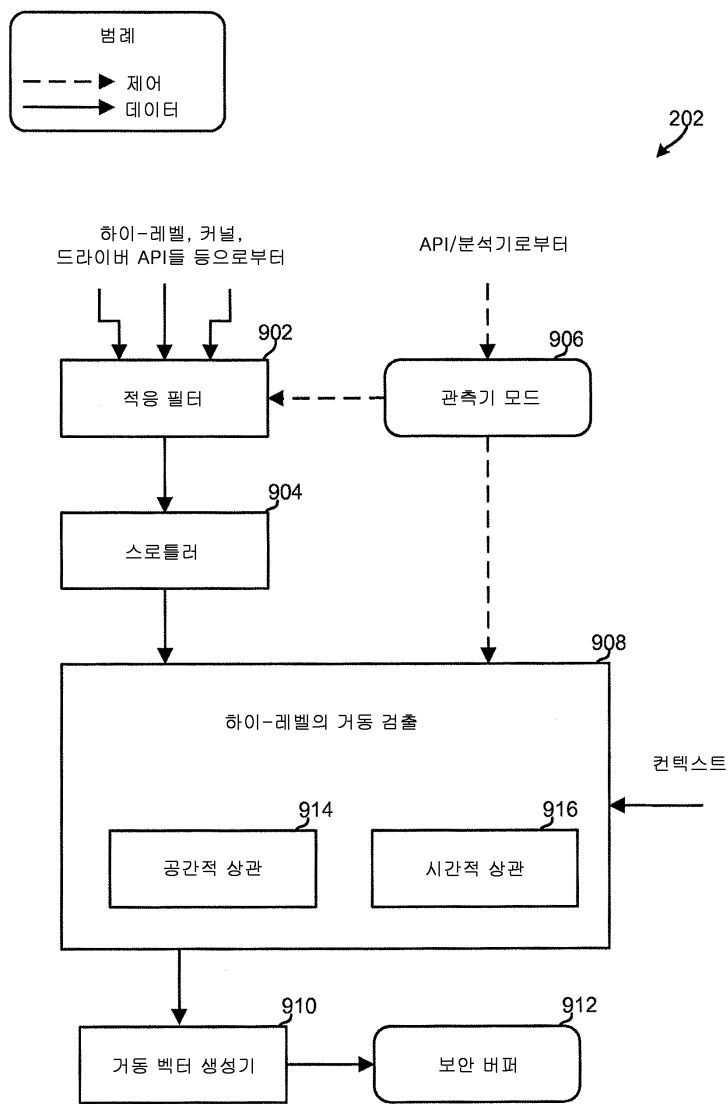 범례
제어
데이터
202
하이-레벨, 커널,
드라이버 API들 등으로부터
API/분석기로부터
902
적응 필터
906
관측기 모드
904
스로틀러
908
하이-레벨의 거동 검출
컨텍스트
914
공간적 상관
916
시간적 상관
910
거동 벡터 생성기
912
보안 버퍼